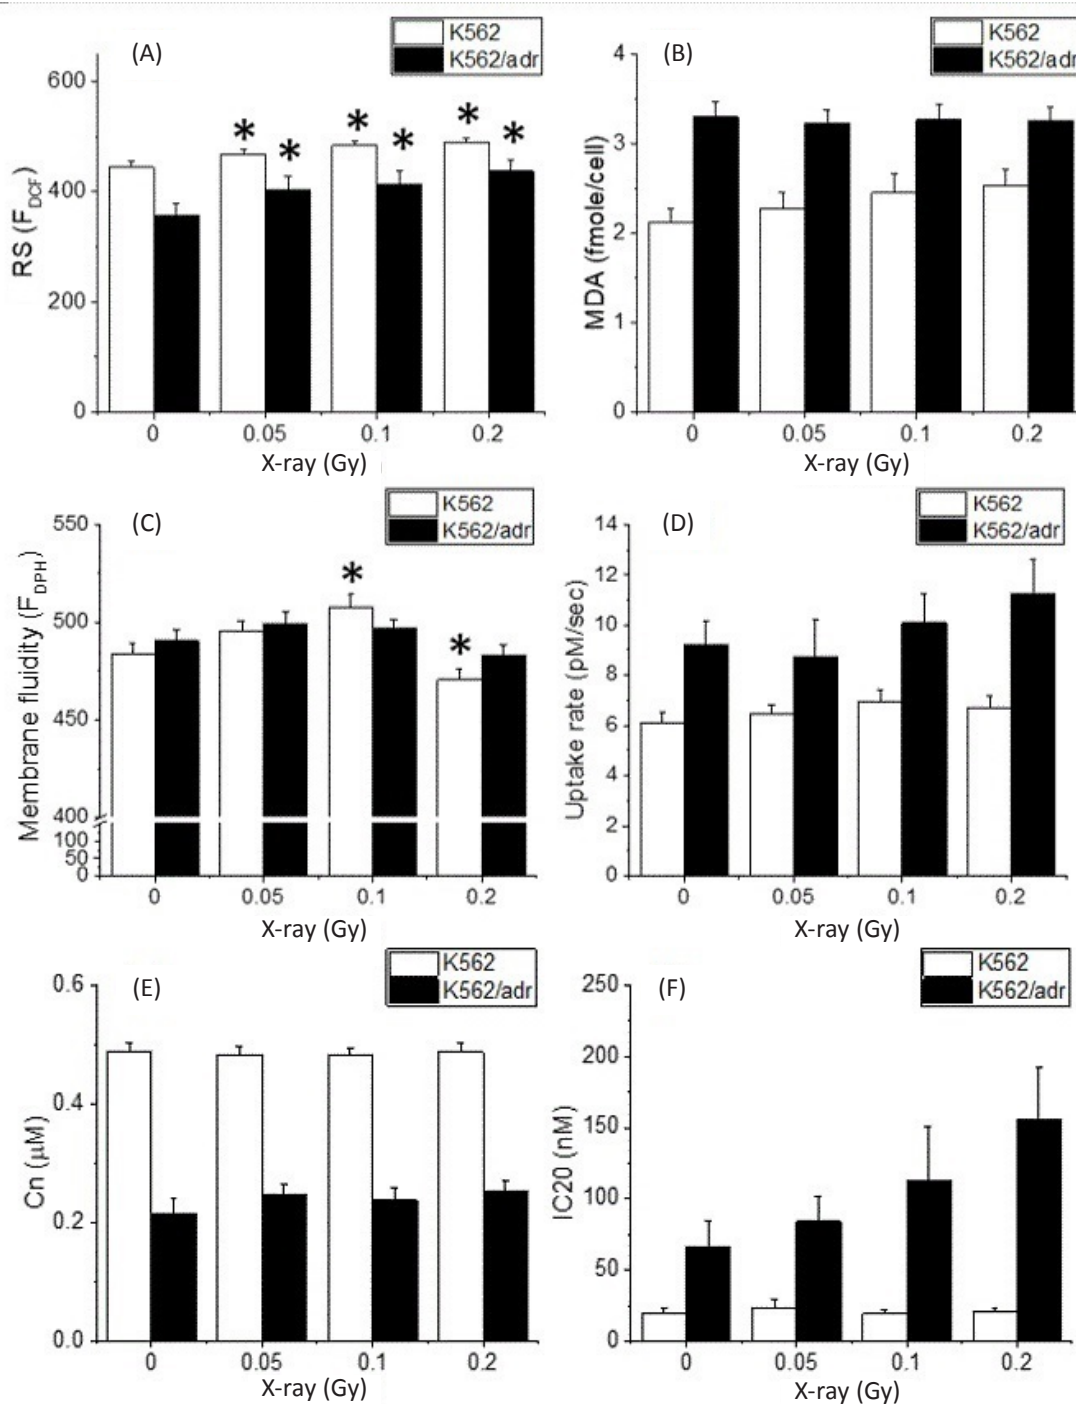 (A)
K562
K562/adr
RS (F_DCF)
600
400
200
0
0 0.05 0.1 0.2
X-ray (Gy)
(B)
K562
K562/adr
MDA (fmole/cell)
4
3
2
1
0
0 0.05 0.1 0.2
X-ray (Gy)
(C)
K562
K562/adr
Membrane fluidity (F_DPH)
550
500
450
400
100
50
0
0 0.05 0.1 0.2
X-ray (Gy)
(D)
K562
K562/adr
Uptake rate (pM/sec)
14
12
10
8
6
4
2
0
0 0.05 0.1 0.2
X-ray (Gy)
(E)
K562
K562/adr
Cn (μM)
0.6
0.4
0.2
0.0
0 0.05 0.1 0.2
X-ray (Gy)
(F)
K562
K562/adr
IC20 (nM)
250
200
150
100
50
0
0 0.05 0.1 0.2
X-ray (Gy)